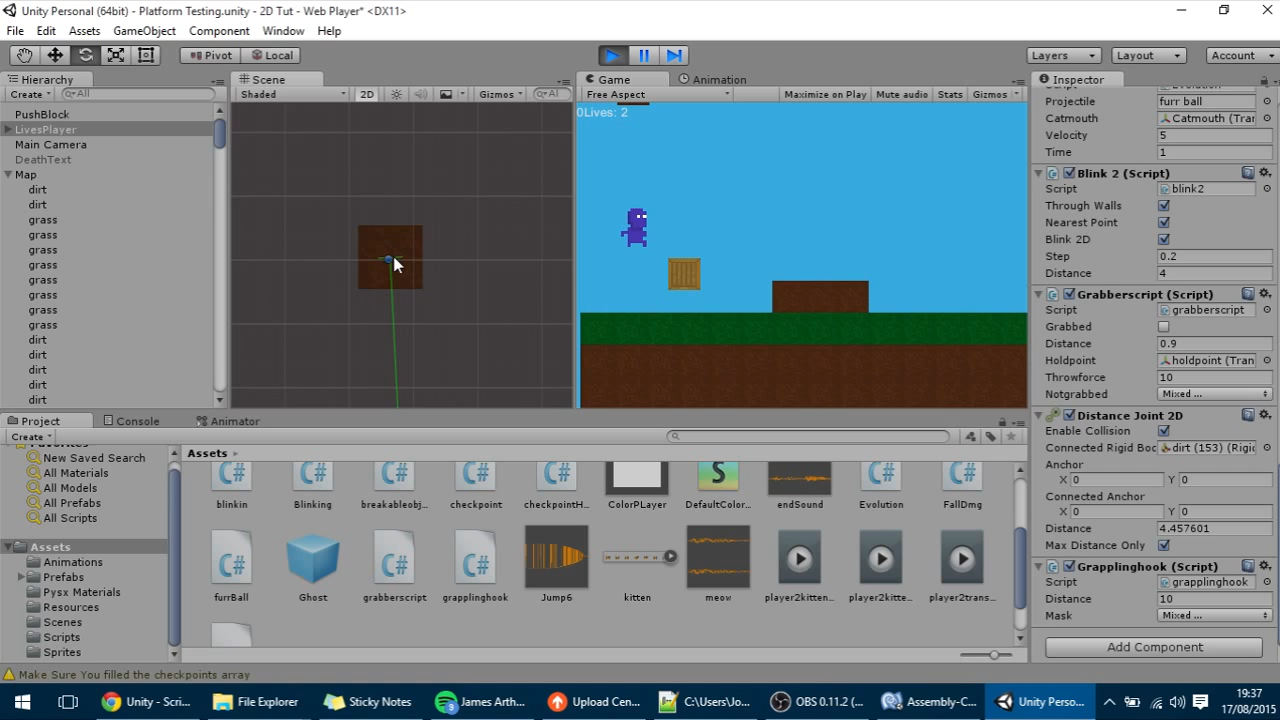 Unity Personal (64bit) - Platform Testing.unity - 2D Tut - Web Player* <DX11>
File Edit Assets GameObject Component Window Help
Pivot Local Layers Layout Account
Hierarchy
Create All
PushBlock
LivesPlayer
Main Camera
DeathText
Map
dirt
dirt
grass
grass
grass
grass
grass
grass
grass
grass
dirt
dirt
dirt
dirt
dirt
Scene
Shaded 2D Gizmos All
Game Animation
Free Aspect Maximize on Play Mute audio Stats Gizmos
0Lives: 2
Inspector
Projectile furr ball
Catmouth Catmouth (Trar
Velocity 5
Time 1
Blink 2 (Script)
Script blink2
Through Walls
Nearest Point
Blink 2D
Step 0.2
Distance 4
Grabberscript (Script)
Script grabberscript
Grabbed
Distance 0.9
Holdpoint holdpoint (Tran
Throwforce 10
Notgrabbed Mixed ...
Distance Joint 2D
Enable Collision
Connected Rigid Boc dirt (153) (Rigi
Anchor
X 0 Y 0
Connected Anchor
X 0 Y 0
Distance 4.457601
Max Distance Only
Grapplinghook (Script)
Script grapplinghook
Distance 10
Mask Mixed ...
Add Component
Project Console Animator
Create
New Saved Search
All Materials
All Models
All Prefabs
All Scripts
Assets
Animations
Prefabs
Pysx Materials
Resources
Scenes
Scripts
Sprites
Assets
blinkin Blinking breakableobj... checkpoint checkpointH... ColorPLayer DefaultColor... endSound Evolution FallDmg
furrBall Ghost grabberscript grapplinghook Jump6 kitten meow player2kitten... player2kitte... player2trans...
Make Sure You filled the checkpoints array
Unity - Scri... File Explorer Sticky Notes James Arth... Upload Cen... C:\Users\Jo... OBS 0.11.2 (... Assembly-C... Unity Perso...
19:37
17/08/2015